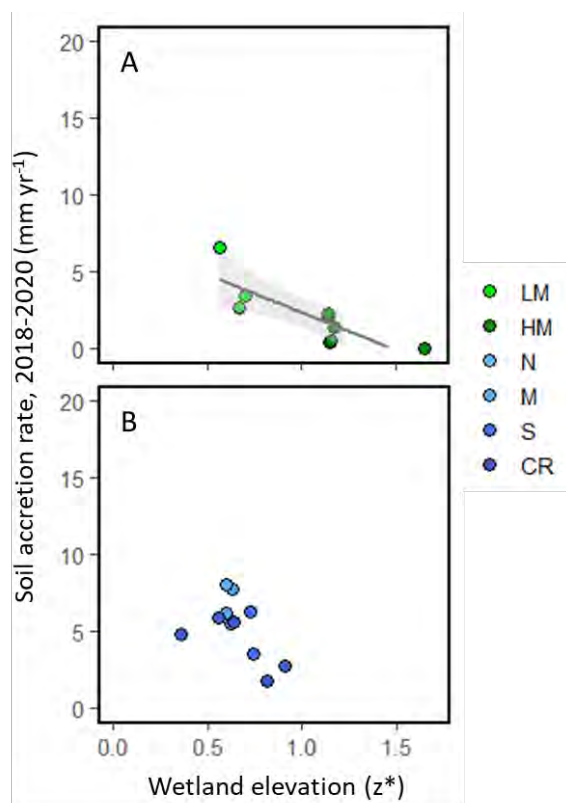 Soil accretion rate, 2018-2020 (mm yr⁻¹)
A
20
15
10
5
0
B
20
15
10
5
0
0.0 0.5 1.0 1.5
Wetland elevation (z*)
LM
HM
N
M
S
CR